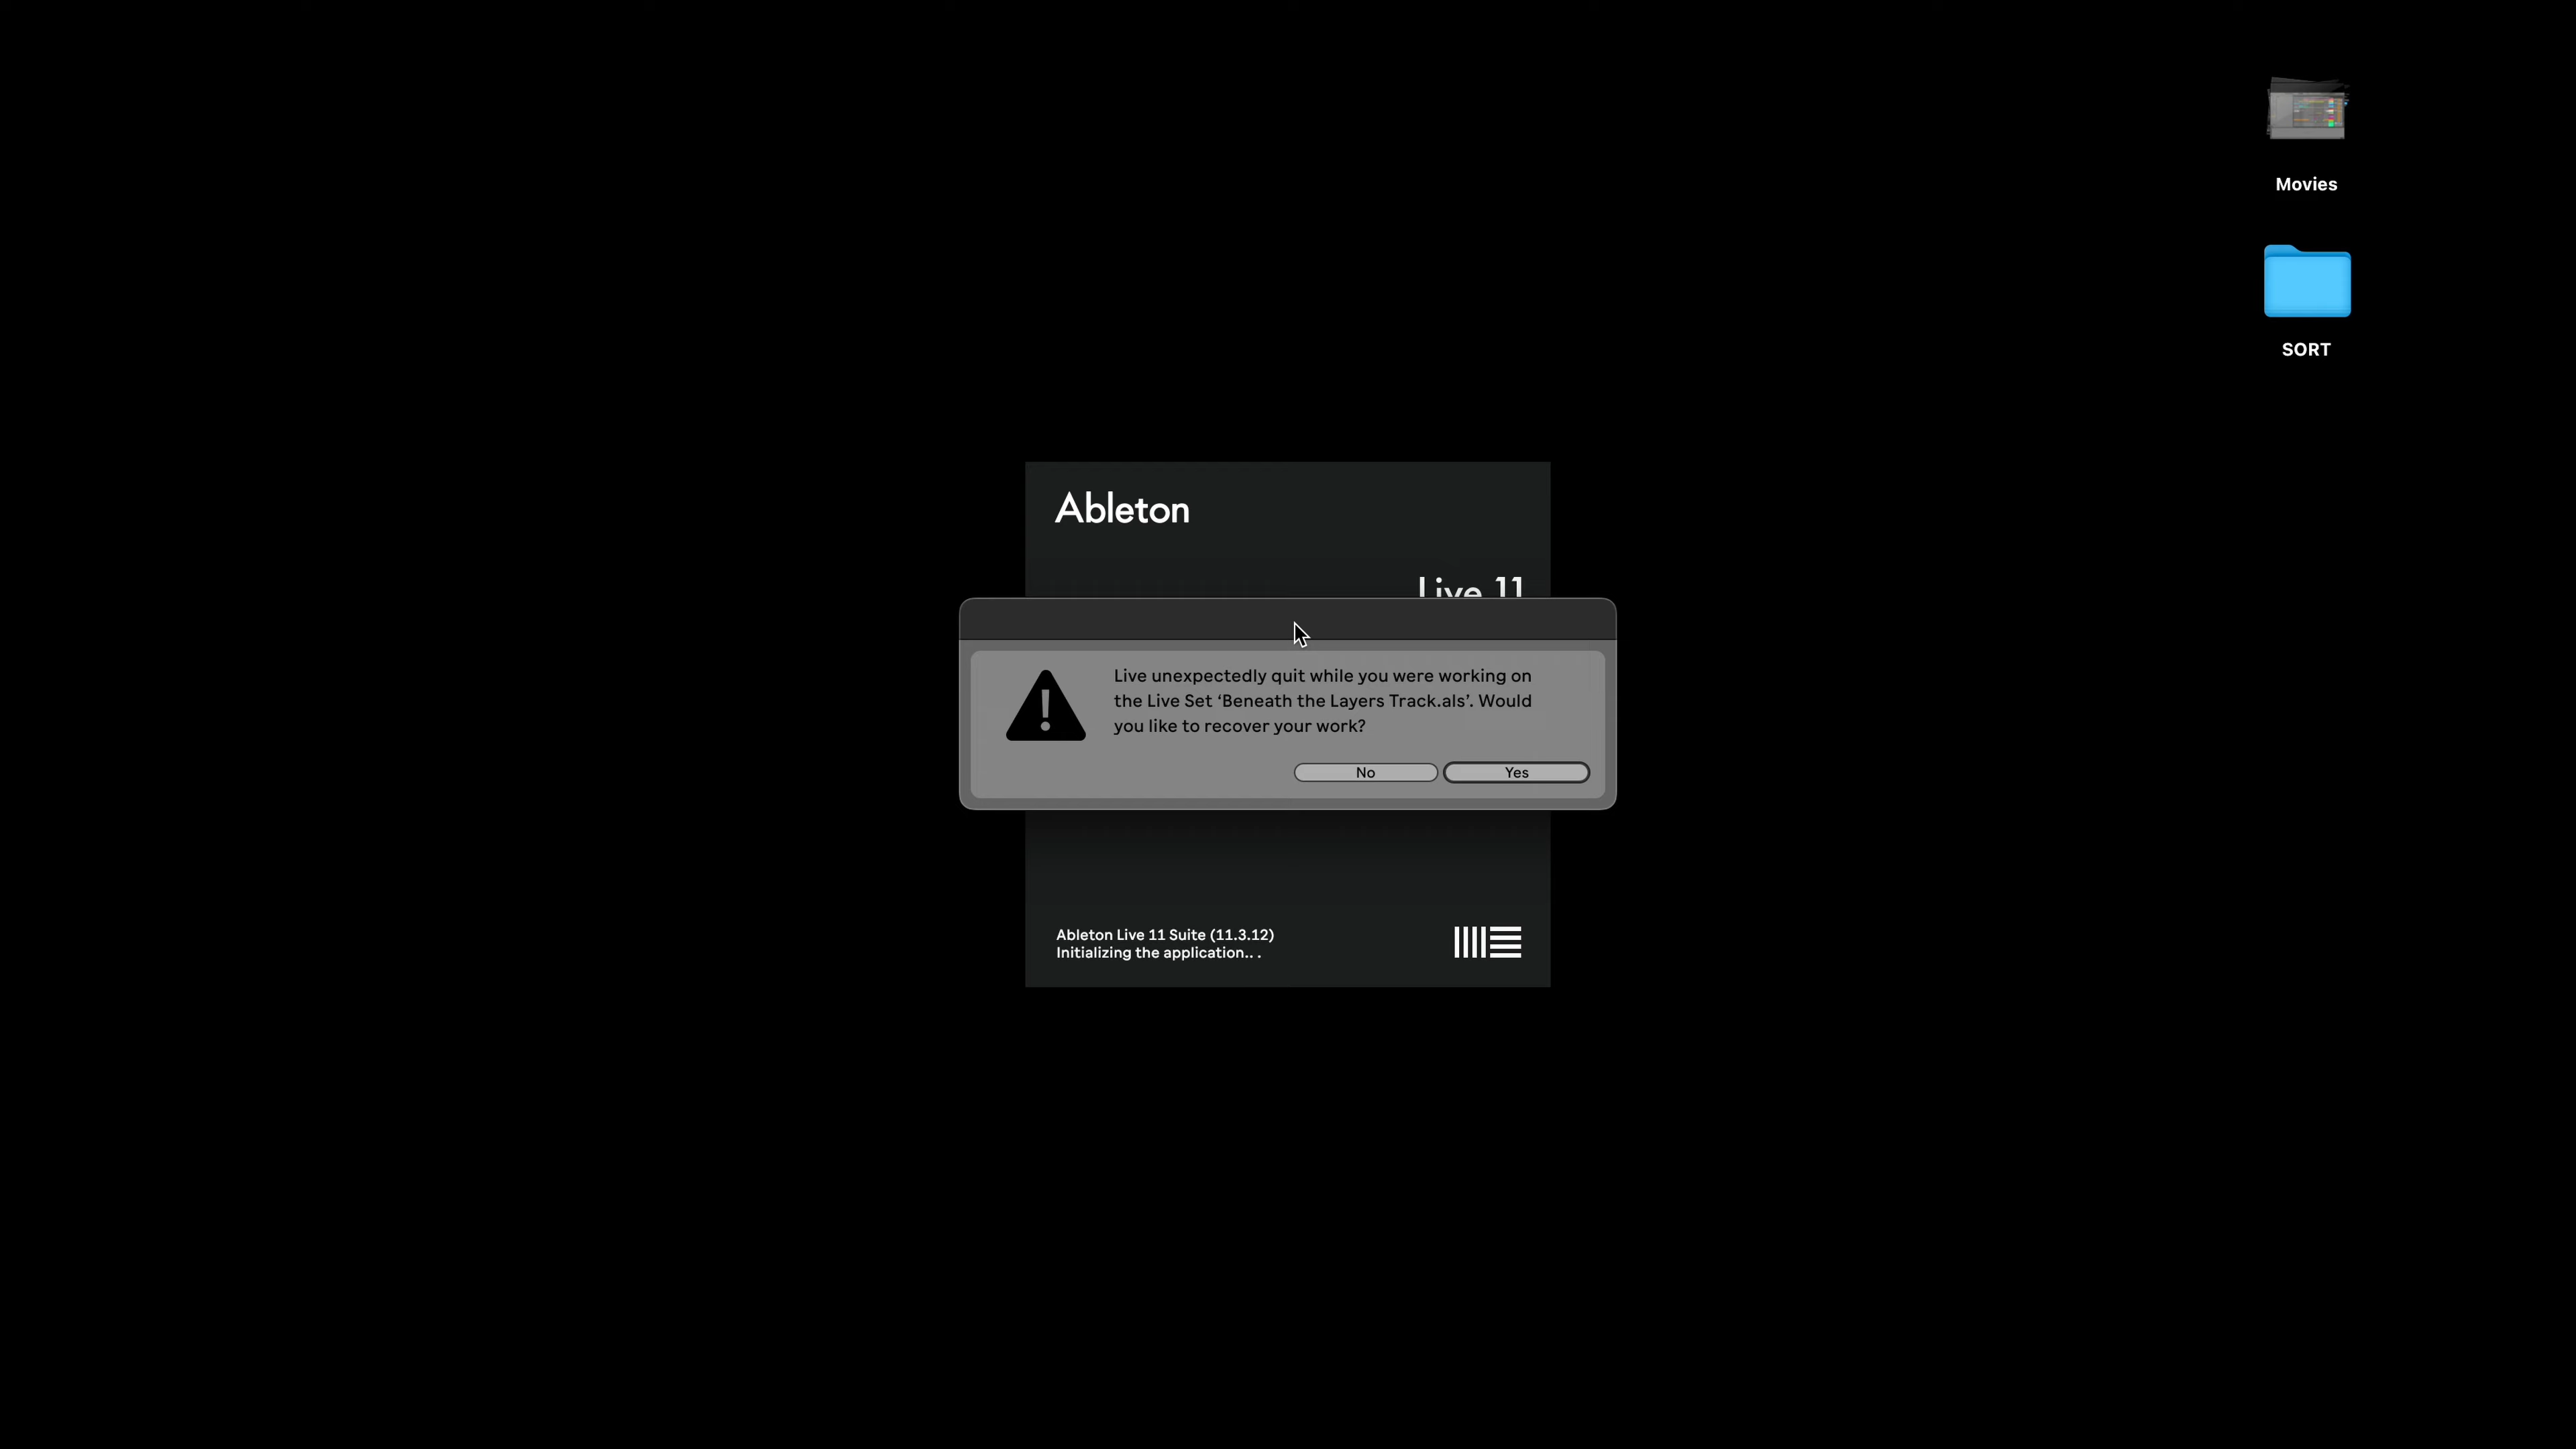 Movies
SORT
Ableton
Live 11
Live unexpectedly quit while you were working on
the Live Set ‘Beneath the Layers Track.als’. Would
you like to recover your work?
No
Yes
Ableton Live 11 Suite (11.3.12)
Initializing the application.. .